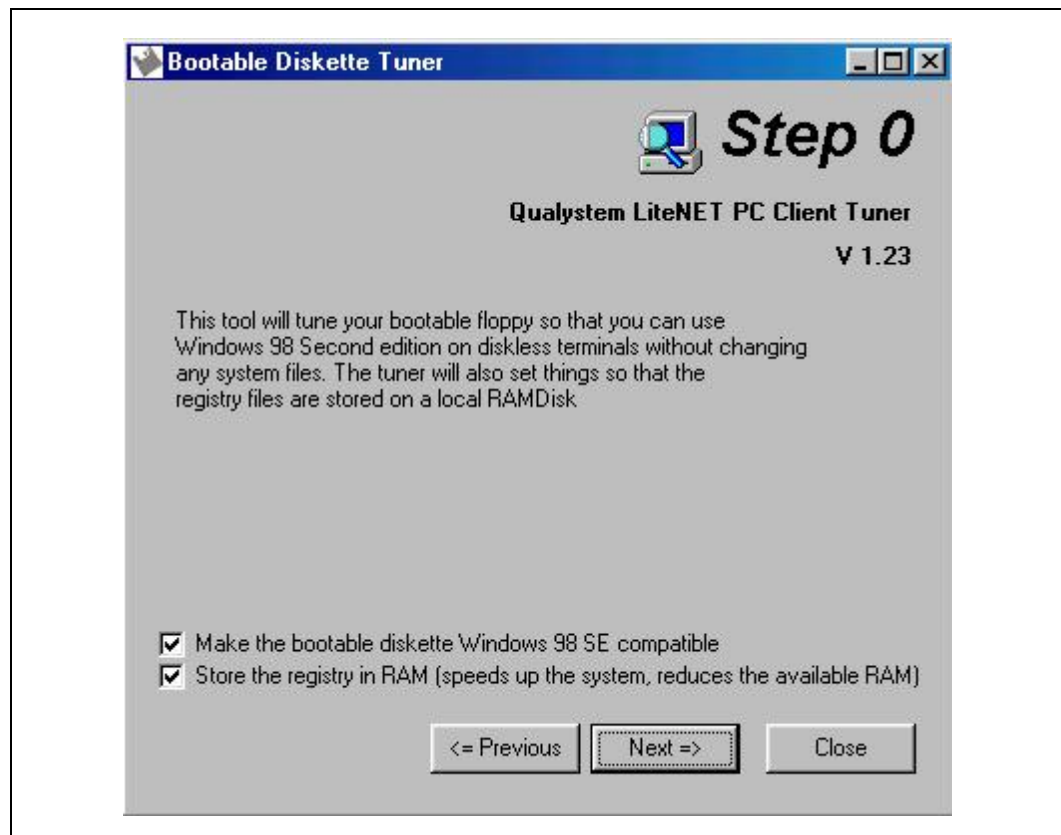 Bootable Diskette Tuner
Step 0
Qualystem LiteNET PC Client Tuner
V 1.23
This tool will tune your bootable floppy so that you can use
Windows 98 Second edition on diskless terminals without changing
any system files. The tuner will also set things so that the
registry files are stored on a local RAMDisk
Make the bootable diskette Windows 98 SE compatible
Store the registry in RAM (speeds up the system, reduces the available RAM)
<= Previous
Next =>
Close